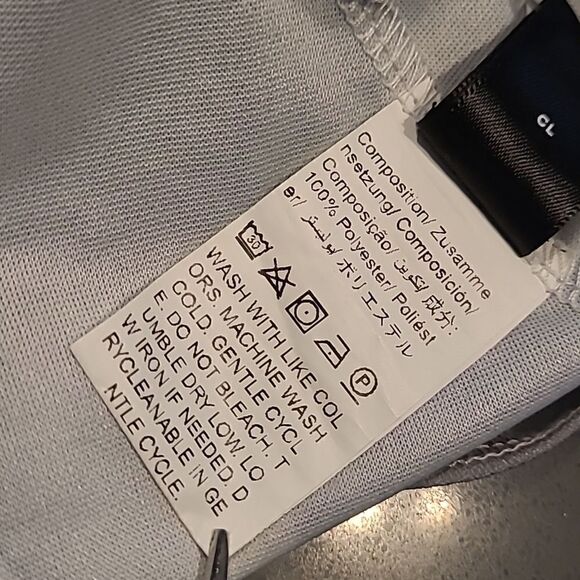 CL
Composition/ Zusamme
nsetzung/ Composición/
Composição/ تكوين/ 成分:
100% Polyester/ Poliést
er/ بوليستر/ ポリエステル
30
P
WASH WITH LIKE COL
ORS. MACHINE WASH
COLD, GENTLE CYCL
E. DO NOT BLEACH. T
UMBLE DRY LOW. LO
W IRON IF NEEDED. D
RYCLEANABLE IN GE
NTLE CYCLE.